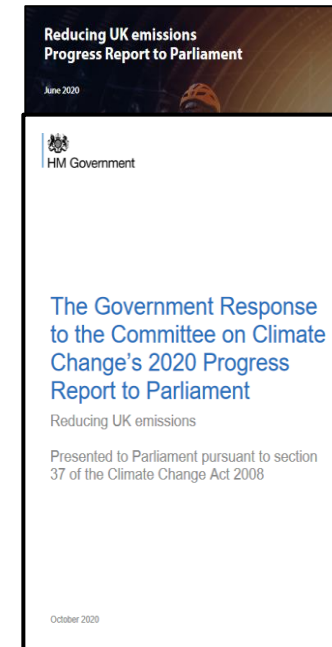 Reducing UK emissions
Progress Report to Parliament
June 2020
HM Government
The Government Response
to the Committee on Climate
Change's 2020 Progress
Report to Parliament
Reducing UK emissions
Presented to Parliament pursuant to section
37 of the Climate Change Act 2008
October 2020